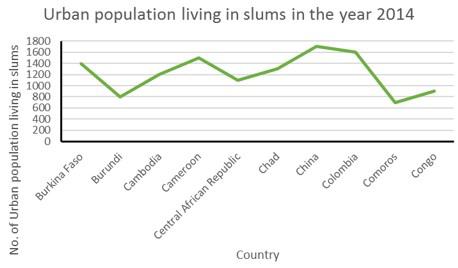 Urban population living in slums in the year 2014
No. of Urban population living in slums
1800
1600
1400
1200
1000
800
600
400
200
0
Burkina Faso
Burundi
Cambodia
Cameroon
Central African Republic
Chad
China
Colombia
Comoros
Congo
Country